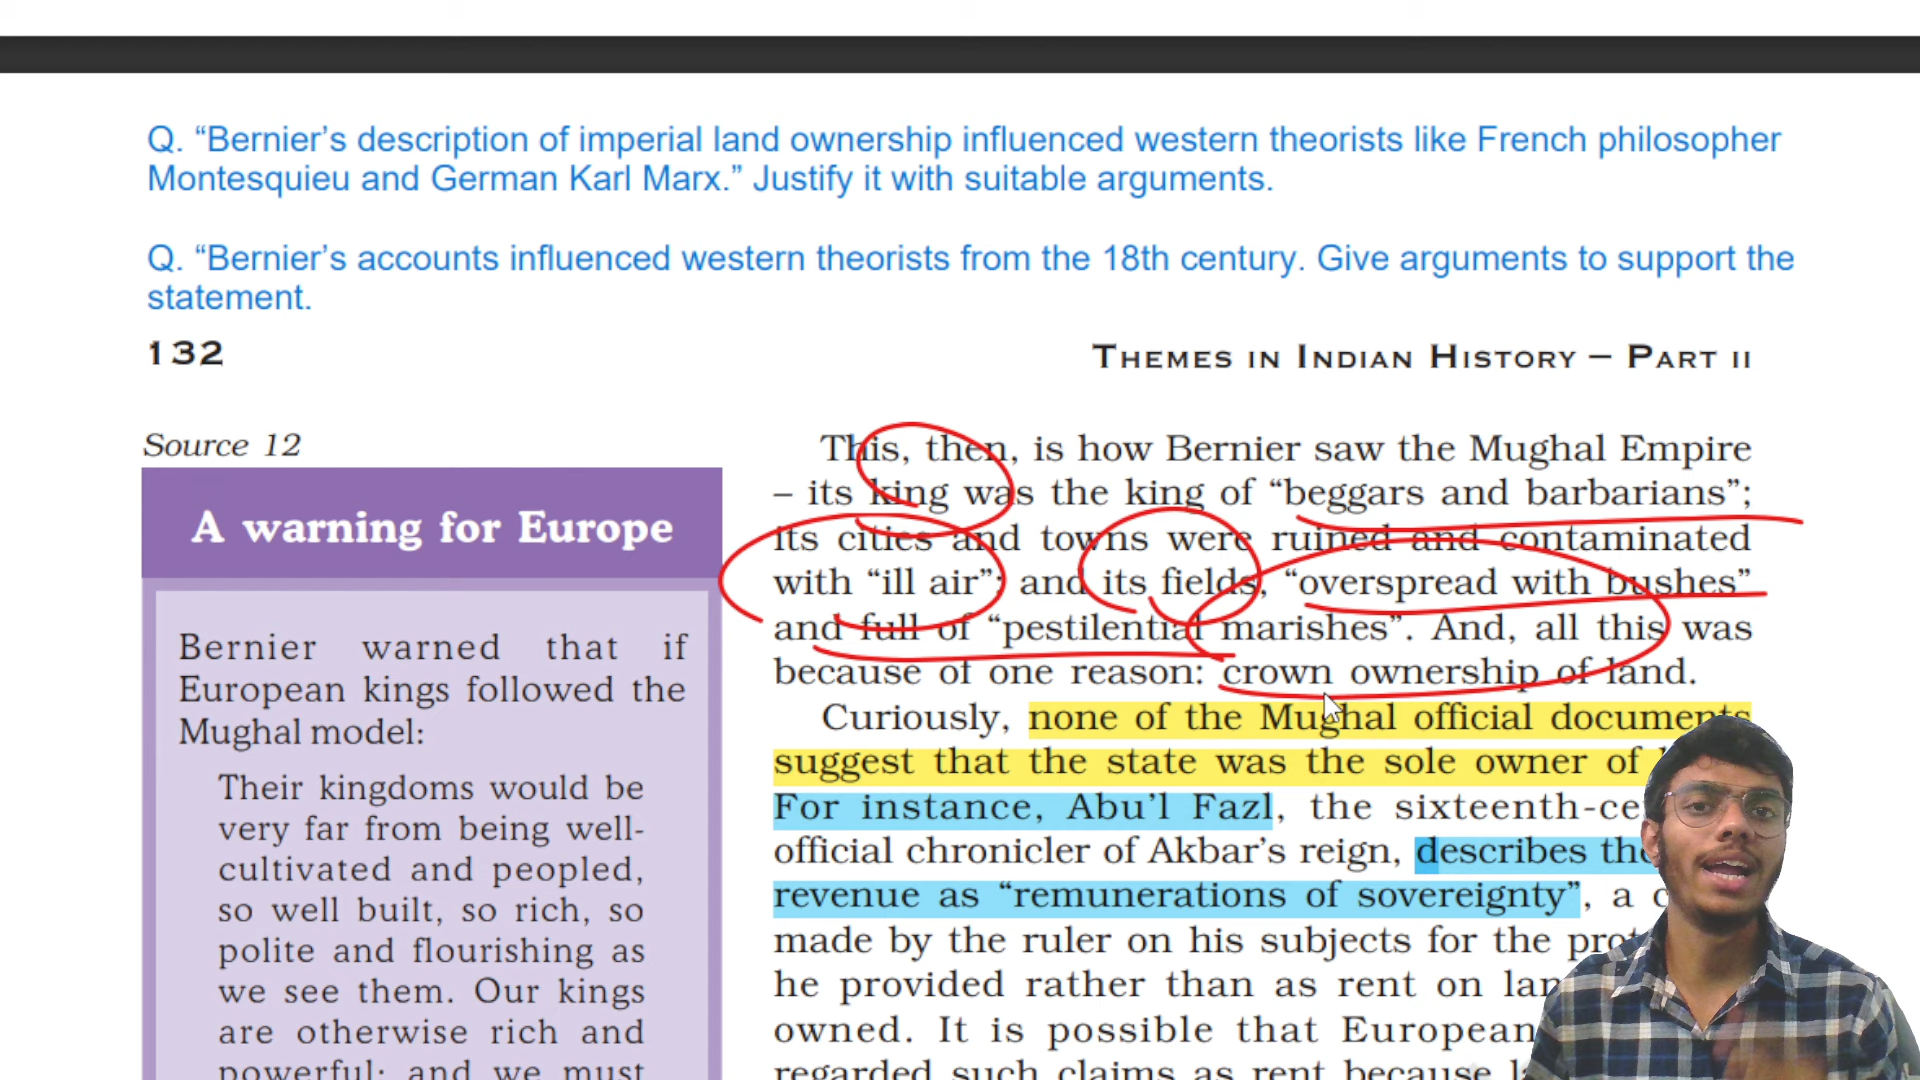 Q. “Bernier’s description of imperial land ownership influenced western theorists like French philosopher
Montesquieu and German Karl Marx.” Justify it with suitable arguments.
Q. “Bernier’s accounts influenced western theorists from the 18th century. Give arguments to support the
statement.
132
THEMES IN INDIAN HISTORY – PART II
Source 12
A warning for Europe
Bernier warned that if
European kings followed the
Mughal model:
Their kingdoms would be
very far from being well-
cultivated and peopled,
so well built, so rich, so
polite and flourishing as
we see them. Our kings
are otherwise rich and
powerful; and we must
This, then, is how Bernier saw the Mughal Empire
– its king was the king of “beggars and barbarians”;
its cities and towns were ruined and contaminated
with “ill air”; and its fields, “overspread with bushes”
and full of “pestilential marishes”. And, all this was
because of one reason: crown ownership of land.
Curiously, none of the Mughal official documents
suggest that the state was the sole owner of
For instance, Abu’l Fazl, the sixteenth-
official chronicler of Akbar’s reign, describes
revenue as “remunerations of sovereignty”, a
made by the ruler on his subjects for the
he provided rather than as rent on
owned. It is possible that European
regarded such claims as rent because